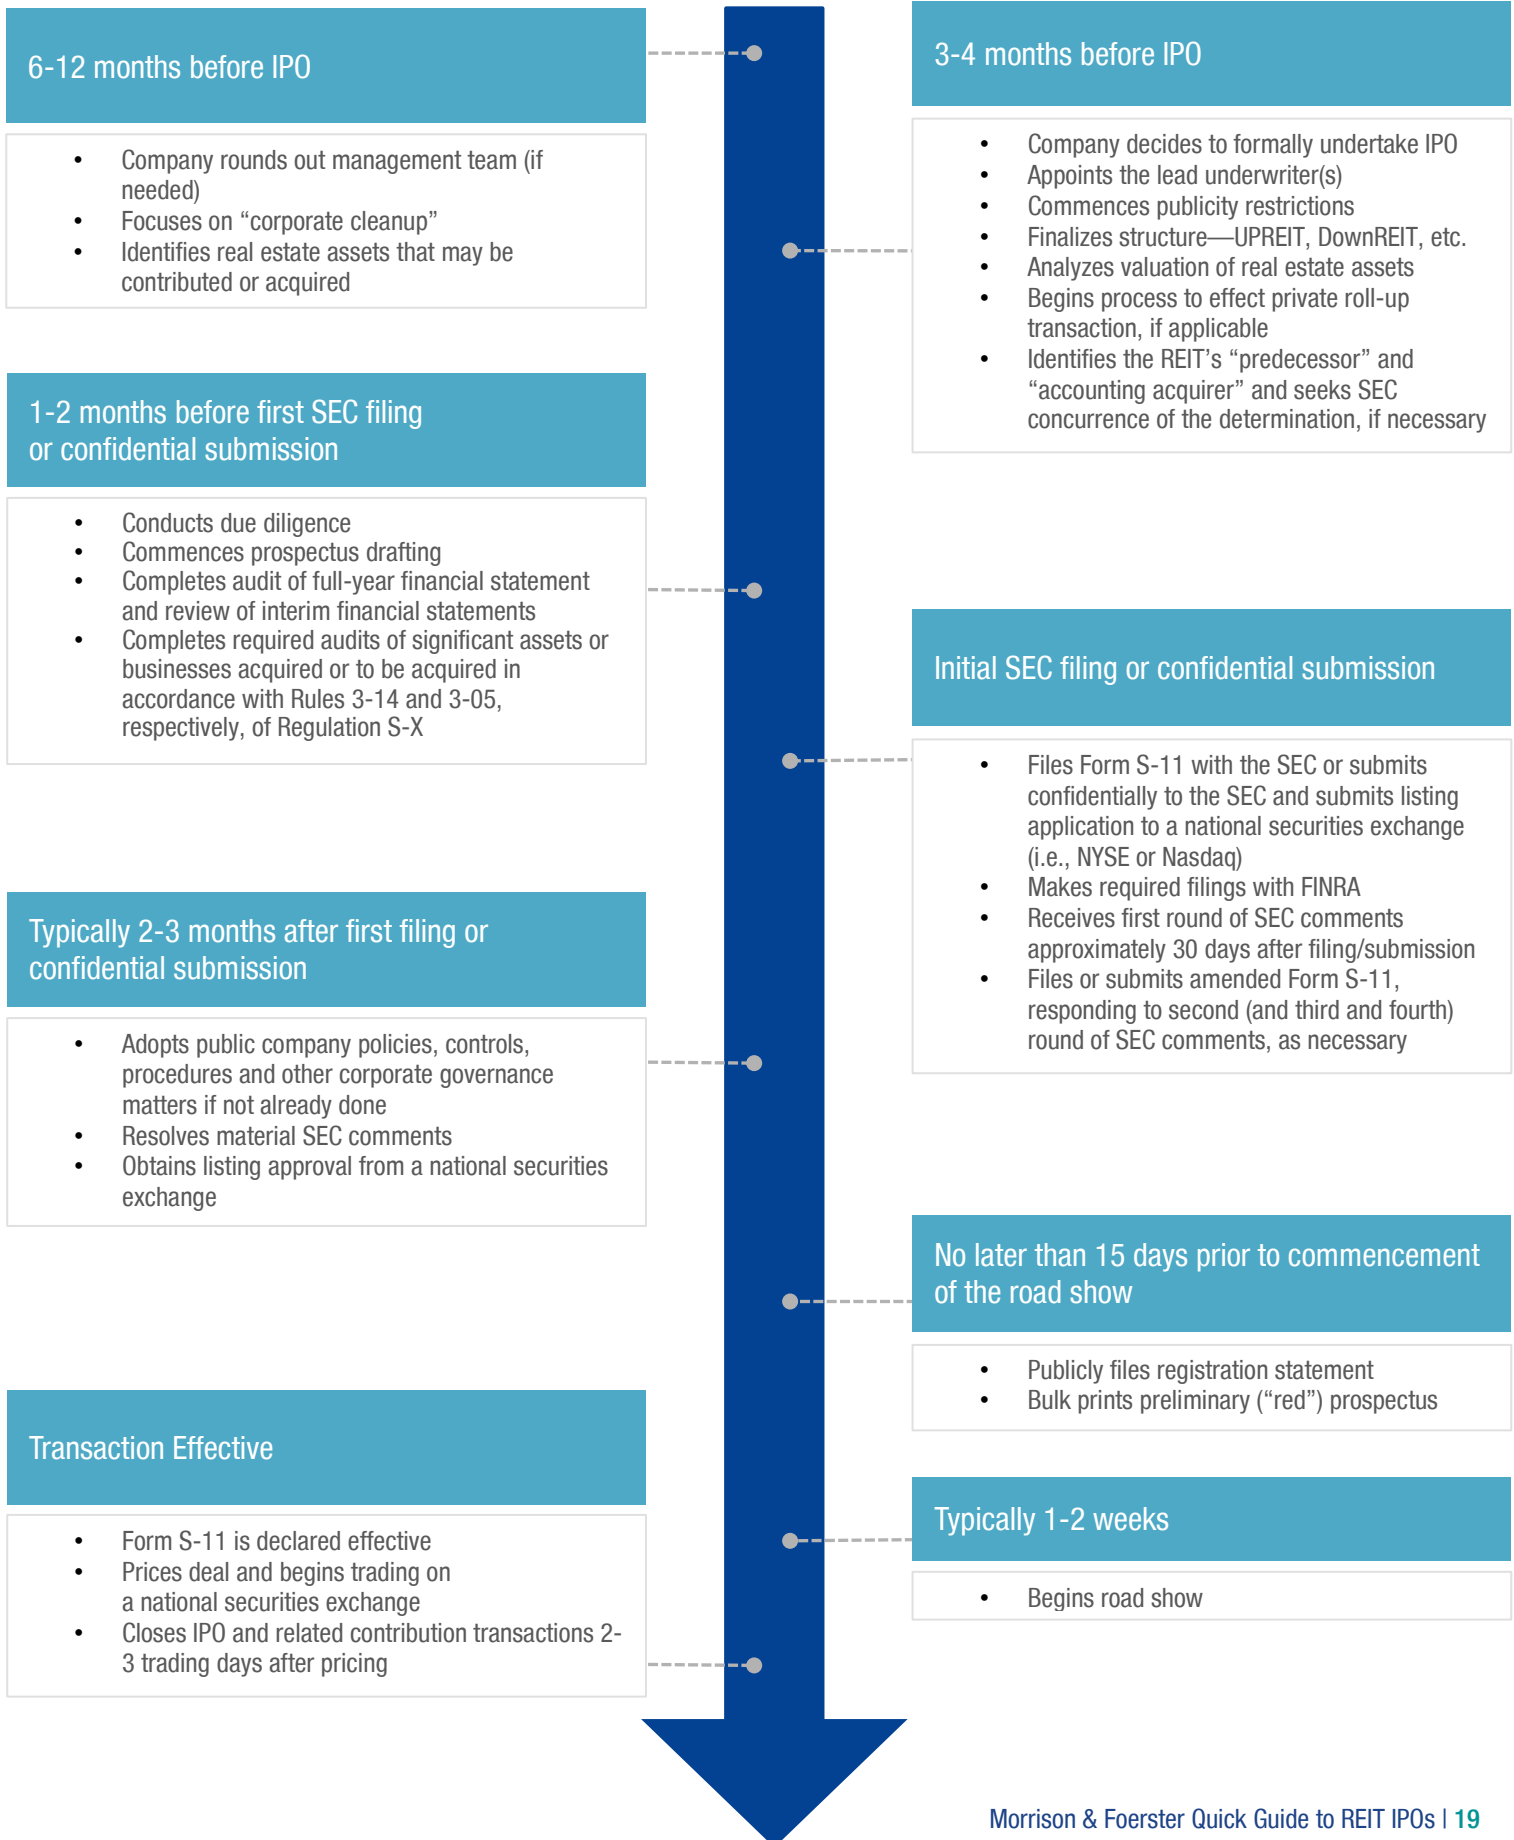 6-12 months before IPO
• Company rounds out management team (if
needed)
• Focuses on “corporate cleanup”
• Identifies real estate assets that may be
contributed or acquired
3-4 months before IPO
• Company decides to formally undertake IPO
• Appoints the lead underwriter(s)
• Commences publicity restrictions
• Finalizes structure—UPREIT, DownREIT, etc.
• Analyzes valuation of real estate assets
• Begins process to effect private roll-up
transaction, if applicable
• Identifies the REIT’s “predecessor” and
“accounting acquirer” and seeks SEC
concurrence of the determination, if necessary
1-2 months before first SEC filing
or confidential submission
• Conducts due diligence
• Commences prospectus drafting
• Completes audit of full-year financial statement
and review of interim financial statements
• Completes required audits of significant assets or
businesses acquired or to be acquired in
accordance with Rules 3-14 and 3-05,
respectively, of Regulation S-X
Initial SEC filing or confidential submission
• Files Form S-11 with the SEC or submits
confidentially to the SEC and submits listing
application to a national securities exchange
(i.e., NYSE or Nasdaq)
• Makes required filings with FINRA
• Receives first round of SEC comments
approximately 30 days after filing/submission
• Files or submits amended Form S-11,
responding to second (and third and fourth)
round of SEC comments, as necessary
Typically 2-3 months after first filing or
confidential submission
• Adopts public company policies, controls,
procedures and other corporate governance
matters if not already done
• Resolves material SEC comments
• Obtains listing approval from a national securities
exchange
No later than 15 days prior to commencement
of the road show
• Publicly files registration statement
• Bulk prints preliminary (“red”) prospectus
Typically 1-2 weeks
• Begins road show
Transaction Effective
• Form S-11 is declared effective
• Prices deal and begins trading on
a national securities exchange
• Closes IPO and related contribution transactions 2-
3 trading days after pricing
Morrison & Foerster Quick Guide to REIT IPOs | 19